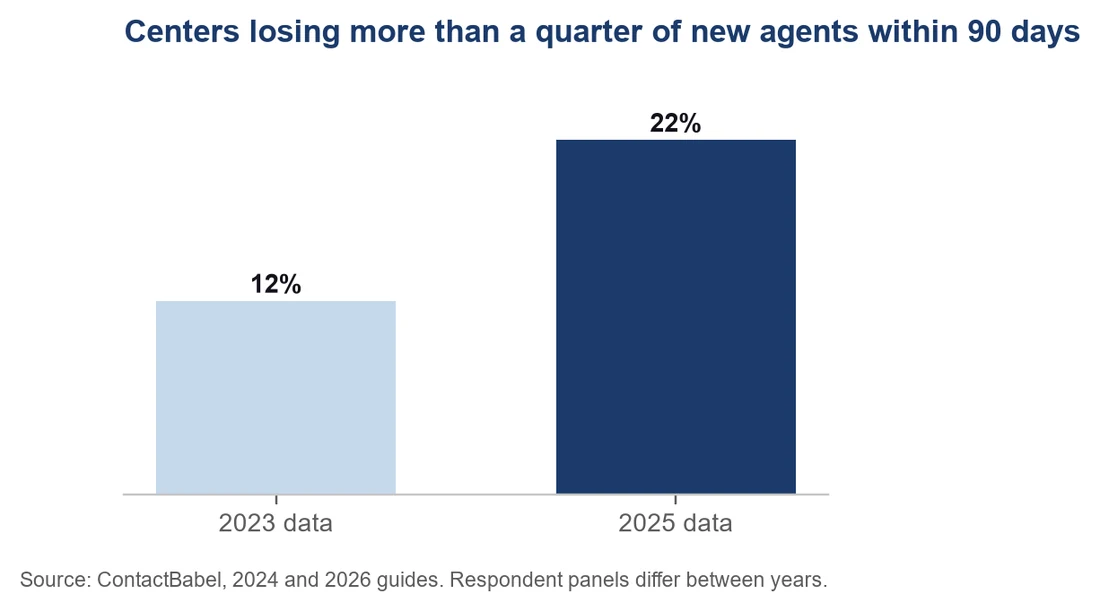 Centers losing more than a quarter of new agents within 90 days
22%
12%
2023 data
2025 data
Source: ContactBabel, 2024 and 2026 guides. Respondent panels differ between years.